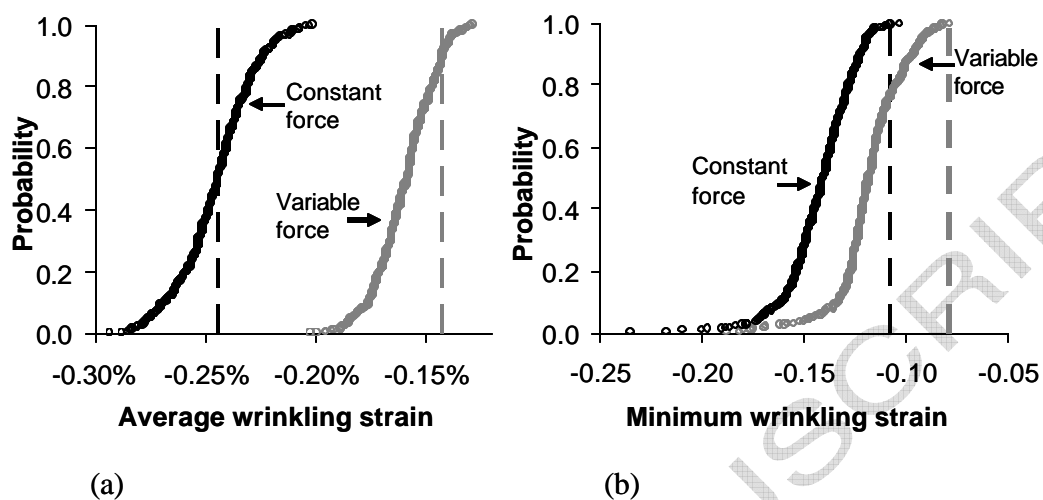 1.0
0.8
0.6
0.4
0.2
0.0
Probability
Constant
force
Variable
force
-0.30% -0.25% -0.20% -0.15%
Average wrinkling strain
(a)
1.0
0.8
0.6
0.4
0.2
0.0
Probability
Variable
force
Constant
force
-0.25 -0.20 -0.15 -0.10 -0.05
Minimum wrinkling strain
(b)